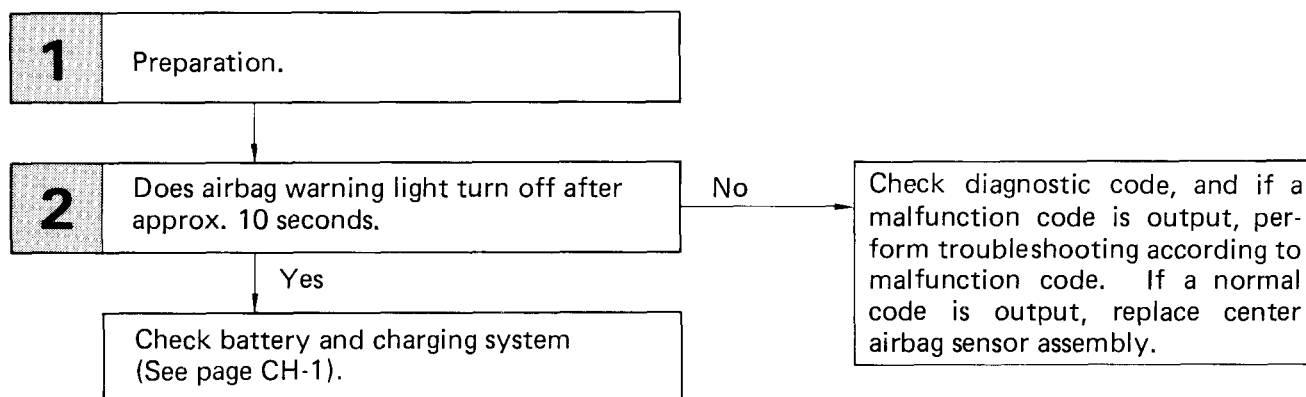 1
Preparation.
2
Does airbag warning light turn off after
approx. 10 seconds.
No
Check diagnostic code, and if a
malfunction code is output, per-
form troubleshooting according to
malfunction code. If a normal
code is output, replace center
airbag sensor assembly.
Yes
Check battery and charging system
(See page CH-1).